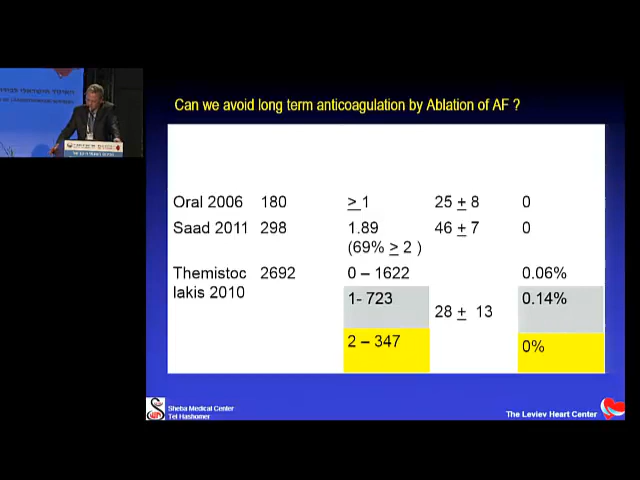 Can we avoid long term anticoagulation by Ablation of AF ?
Oral 2006 180 > 1 25 + 8 0
Saad 2011 298 1.89 46 + 7 0
(69% > 2 )
Themistoc 2692 0 – 1622 0.06%
lakis 2010
1- 723 0.14%
28 + 13
2 – 347 0%
Sheba Medical Center
Tel Hashomer
The Leviev Heart Center